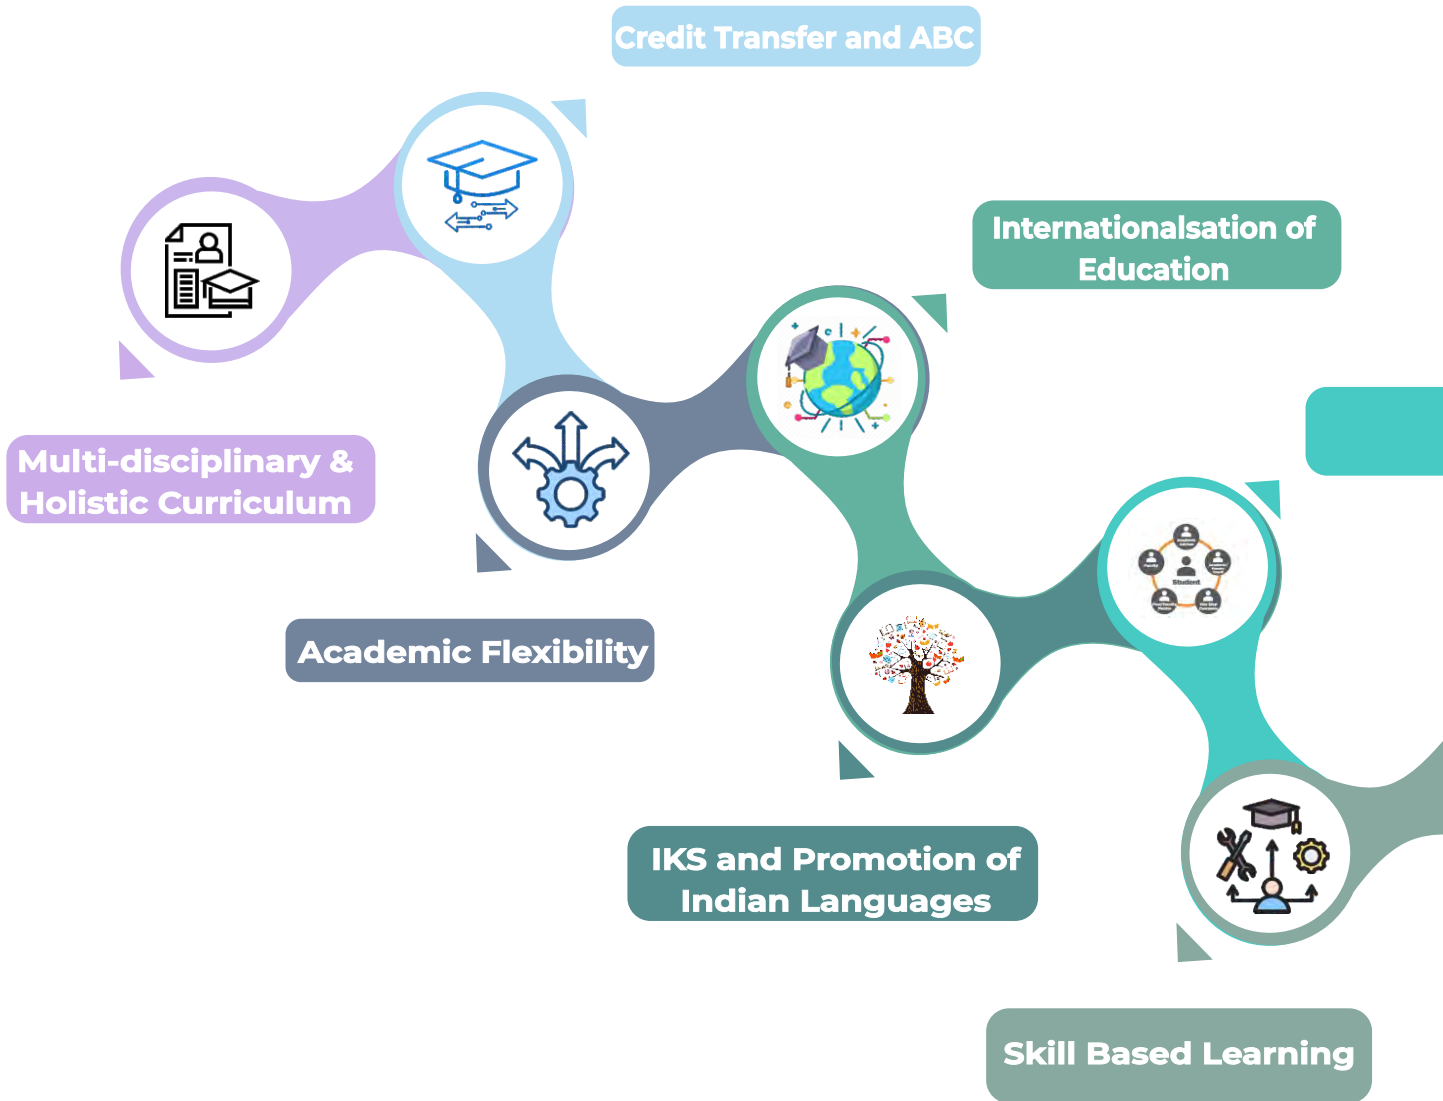 Credit Transfer and ABC
Internationalsation of
Education
Multi-disciplinary &
Holistic Curriculum
Student
Faculty
Academic Flexibility
IKS and Promotion of
Indian Languages
Skill Based Learning